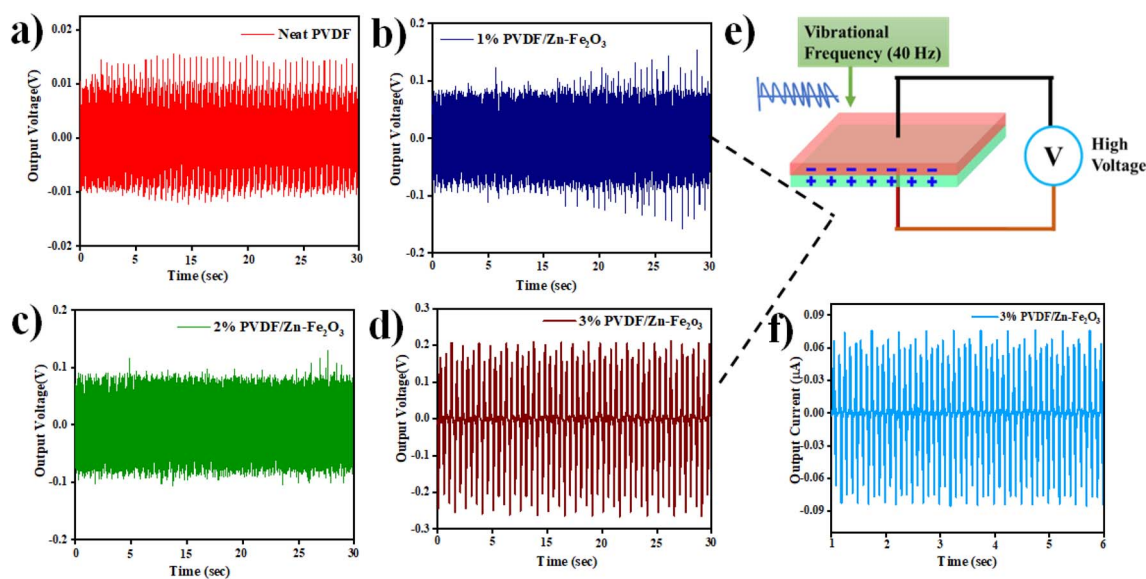 a)
0.02
0.01
0.00
-0.01
-0.02
Output Voltage(V)
Neat PVDF
0 5 10 15 20 25 30
Time (sec)
b)
0.2
0.1
0.0
-0.1
-0.2
Output Voltage(V)
1% PVDF/Zn-Fe₂O₃
0 5 10 15 20 25 30
Time (sec)
e)
Vibrational
Frequency (40 Hz)
V
High
Voltage
- - - - - - -
+ + + + + + +
c)
0.2
0.1
0.0
-0.1
-0.2
Output Voltage(V)
2% PVDF/Zn-Fe₂O₃
0 5 10 15 20 25 30
Time (sec)
d)
0.3
0.2
0.1
0.0
-0.1
-0.2
-0.3
Output Voltage(V)
3% PVDF/Zn-Fe₂o₃
0 5 10 15 20 25 30
Time (sec)
f)
0.09
0.06
0.03
0.00
-0.03
-0.06
-0.09
Output Current (µA)
3% PVDF/Zn-Fe₂O₃
1 2 3 4 5 6
Time (sec)